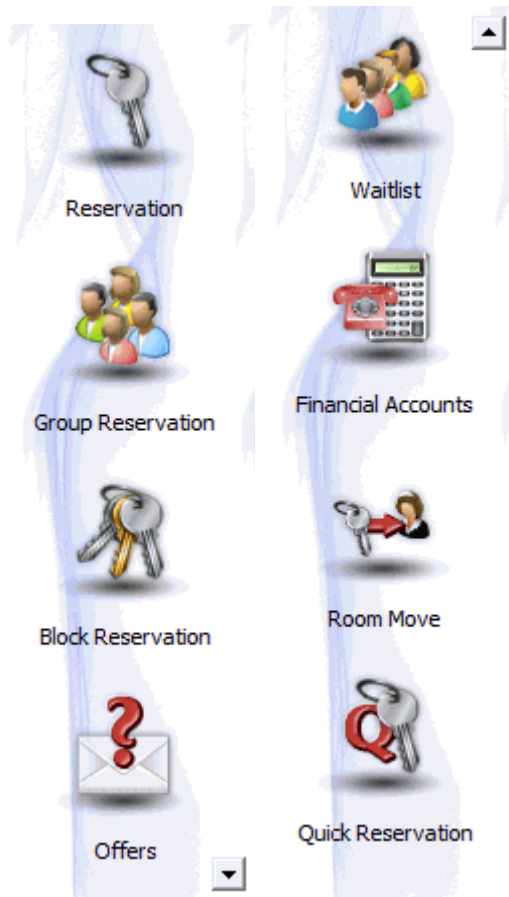 Reservation
Group Reservation
Block Reservation
Offers
Waitlist
Financial Accounts
Room Move
Q
Quick Reservation